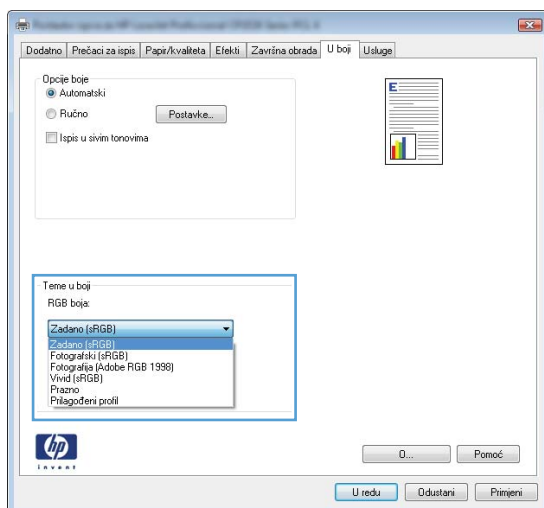 Dodatno Prečaci za ispis Papir/kvaliteta Efekti Završna obrada U boji Usluge
Opcije boje
Automatski
Ručno Postavke...
Ispis u sivim tonovima
E
Teme u boji
RGB boja:
Zadano (sRGB)
Zadano (sRGB)
Fotografski (sRGB)
Fotografija (Adobe RGB 1998)
Vivid (sRGB)
Prazno
Prilagođeni profil
hp
invent
O... Pomoć
U redu Odustani Primjeni